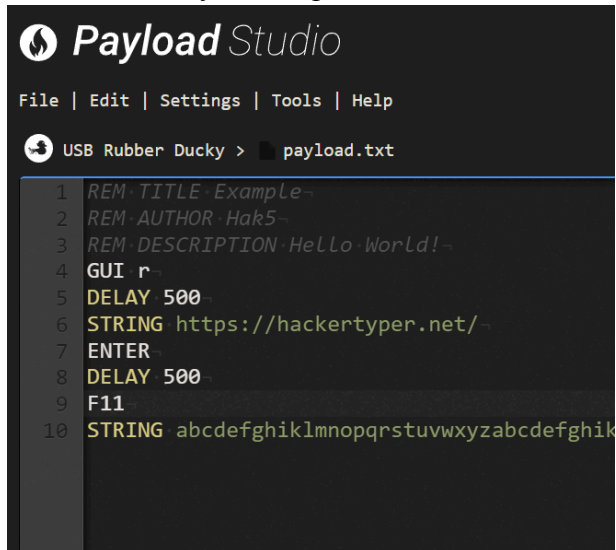 Payload Studio
File | Edit | Settings | Tools | Help
USB Rubber Ducky > payload.txt
1 REM TITLE Example
2 REM AUTHOR Hak5
3 REM DESCRIPTION Hello World!
4 GUI r
5 DELAY 500
6 STRING https://hackertyper.net/
7 ENTER
8 DELAY 500
9 F11
10 STRING abcdefghiklmnopqrstuvwxyzabcdefghik